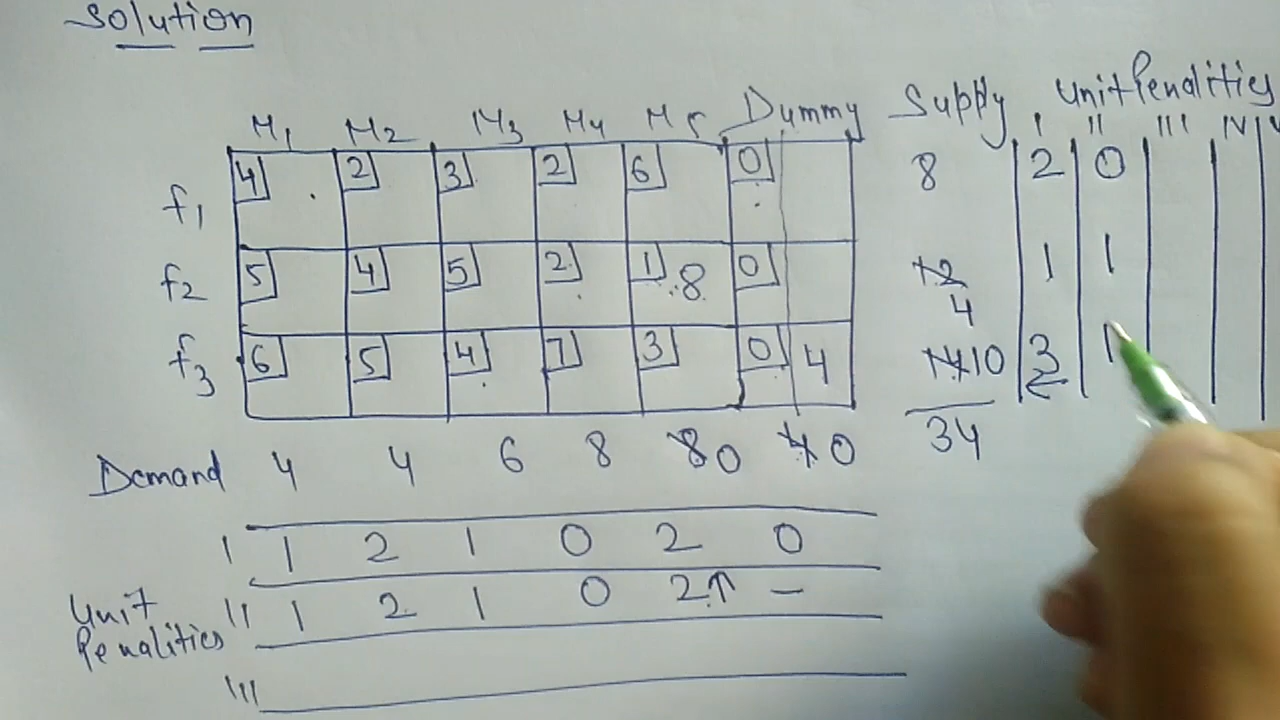 Solution
M1 M2 M3 M4 M5 Dummy Supply Unit Penalities
I II III IV V
f1 4 2 3 2 6 0 8 2 0
f2 5 4 5 2 1 8 0 12 4 1 1
f3 6 5 4 7 3 0 4 14 10 3 1
34
Demand 4 4 6 8 8 0 4 0
I 1 2 1 0 2 0
Unit Penalities II 1 2 1 0 2↑ –
III